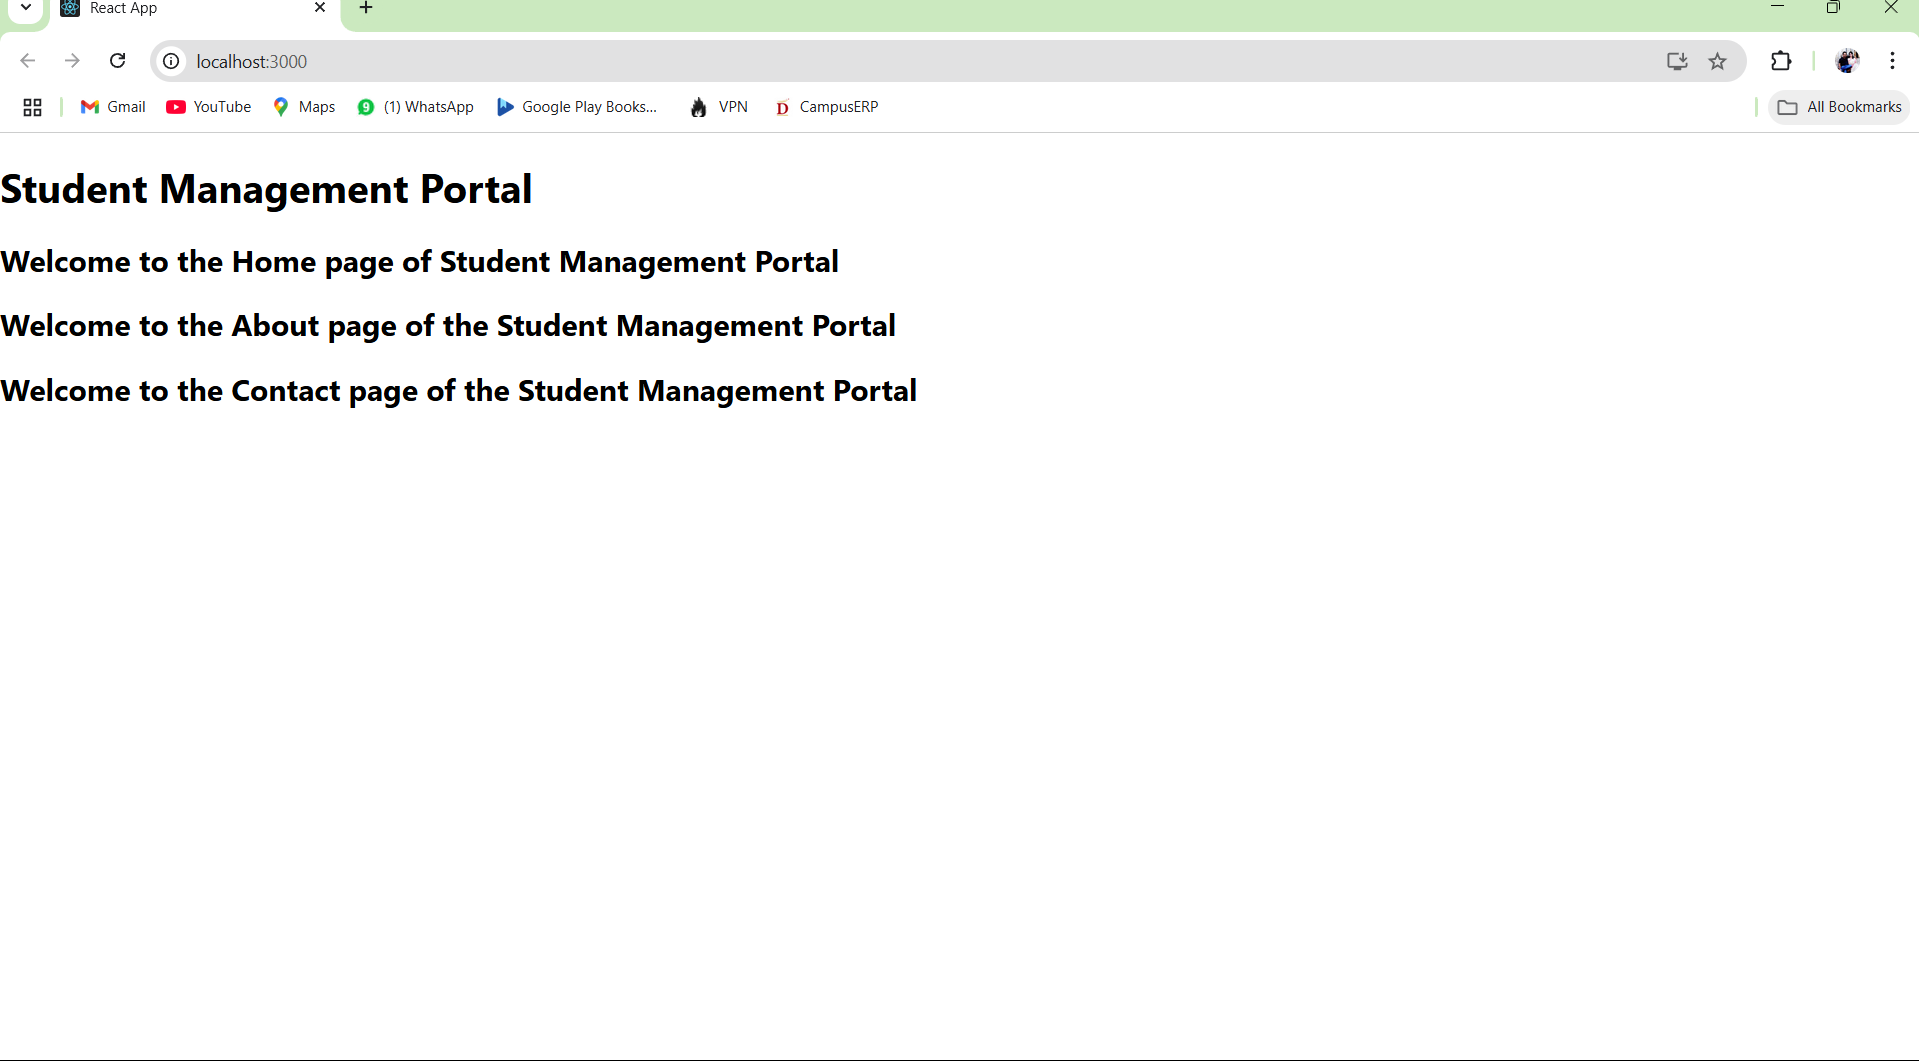 React App
localhost:3000
Gmail YouTube Maps 9 (1) WhatsApp Google Play Books... VPN D CampusERP All Bookmarks
Student Management Portal
Welcome to the Home page of Student Management Portal
Welcome to the About page of the Student Management Portal
Welcome to the Contact page of the Student Management Portal